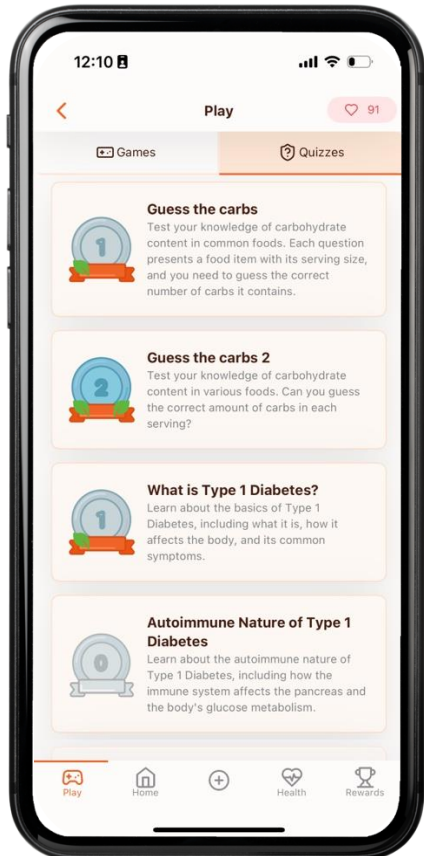 12:10
Play
91
Games
Quizzes
Guess the carbs
Test your knowledge of carbohydrate
content in common foods. Each question
presents a food item with its serving size,
and you need to guess the correct
number of carbs it contains.
1
Guess the carbs 2
Test your knowledge of carbohydrate
content in various foods. Can you guess
the correct amount of carbs in each
serving?
2
What is Type 1 Diabetes?
Learn about the basics of Type 1
Diabetes, including what it is, how it
affects the body, and its common
symptoms.
1
Autoimmune Nature of Type 1
Diabetes
Learn about the autoimmune nature of
Type 1 Diabetes, including how the
immune system affects the pancreas and
the body's glucose metabolism.
0
Play
Home
Health
Rewards